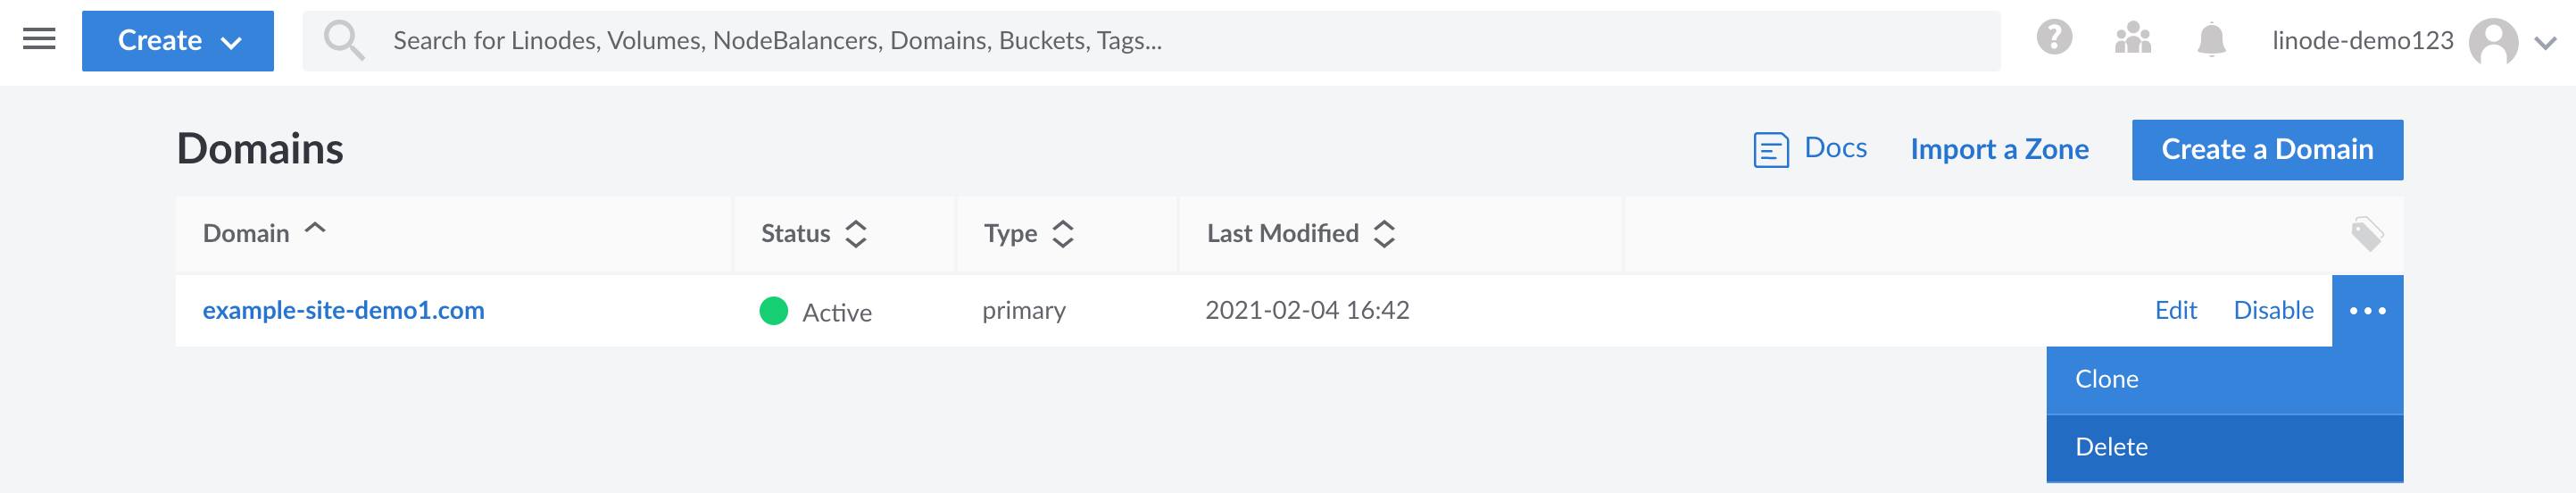 Create
Search for Linodes, Volumes, NodeBalancers, Domains, Buckets, Tags...
linode-demo123
Domains
Docs
Import a Zone
Create a Domain
Domain Status Type Last Modified
example-site-demo1.com Active primary 2021-02-04 16:42 Edit Disable
Clone
Delete